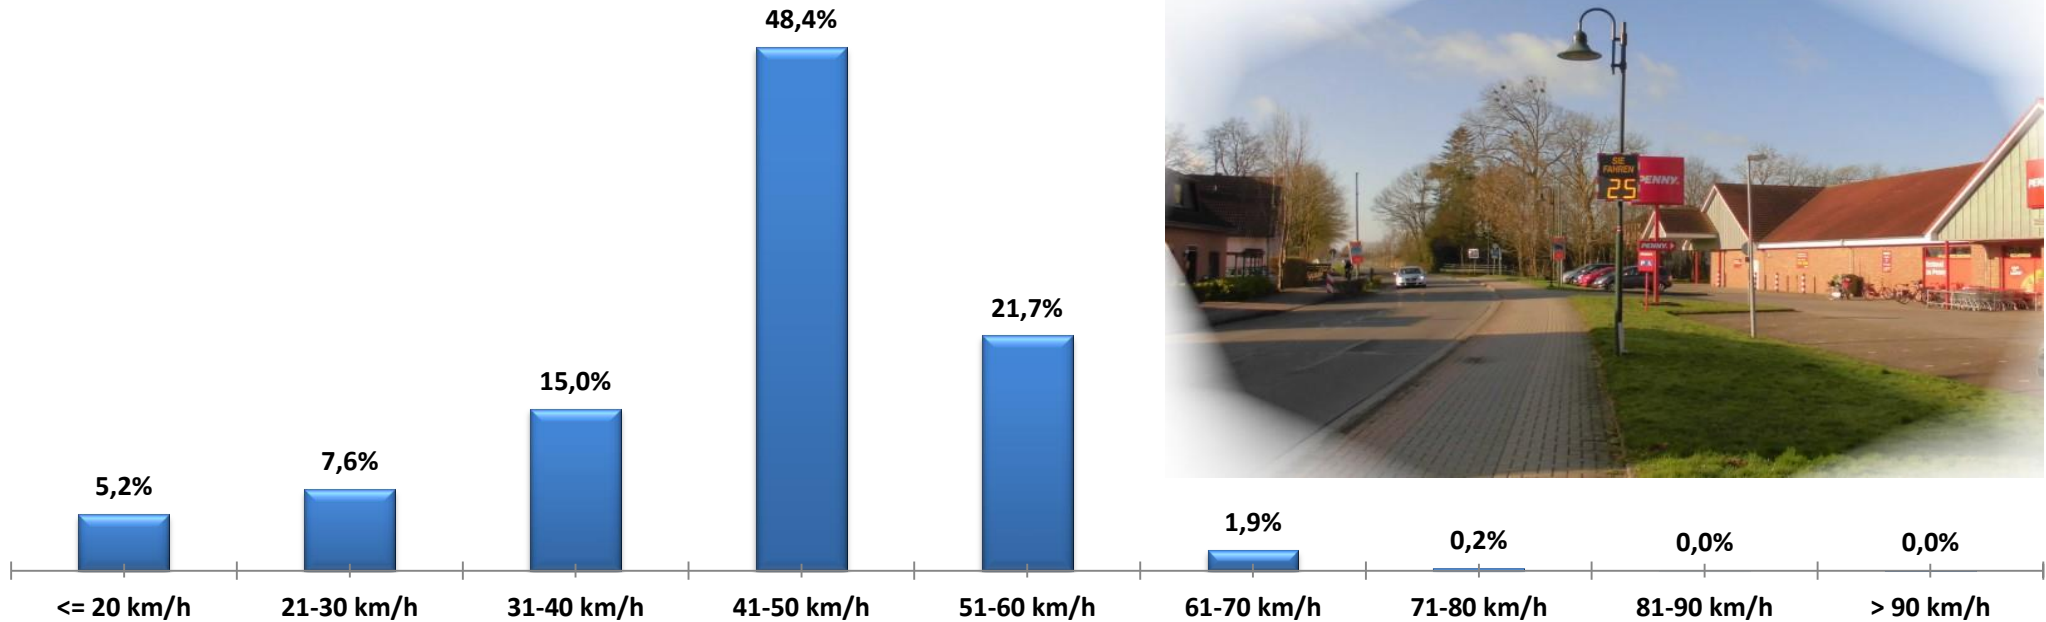 48,4%
21,7%
15,0%
7,6%
5,2%
1,9%
0,2%
0,0%
0,0%
<= 20 km/h
21-30 km/h
31-40 km/h
41-50 km/h
51-60 km/h
61-70 km/h
71-80 km/h
81-90 km/h
> 90 km/h
SIE
FAHREN
25
PENNY.
PENNY.